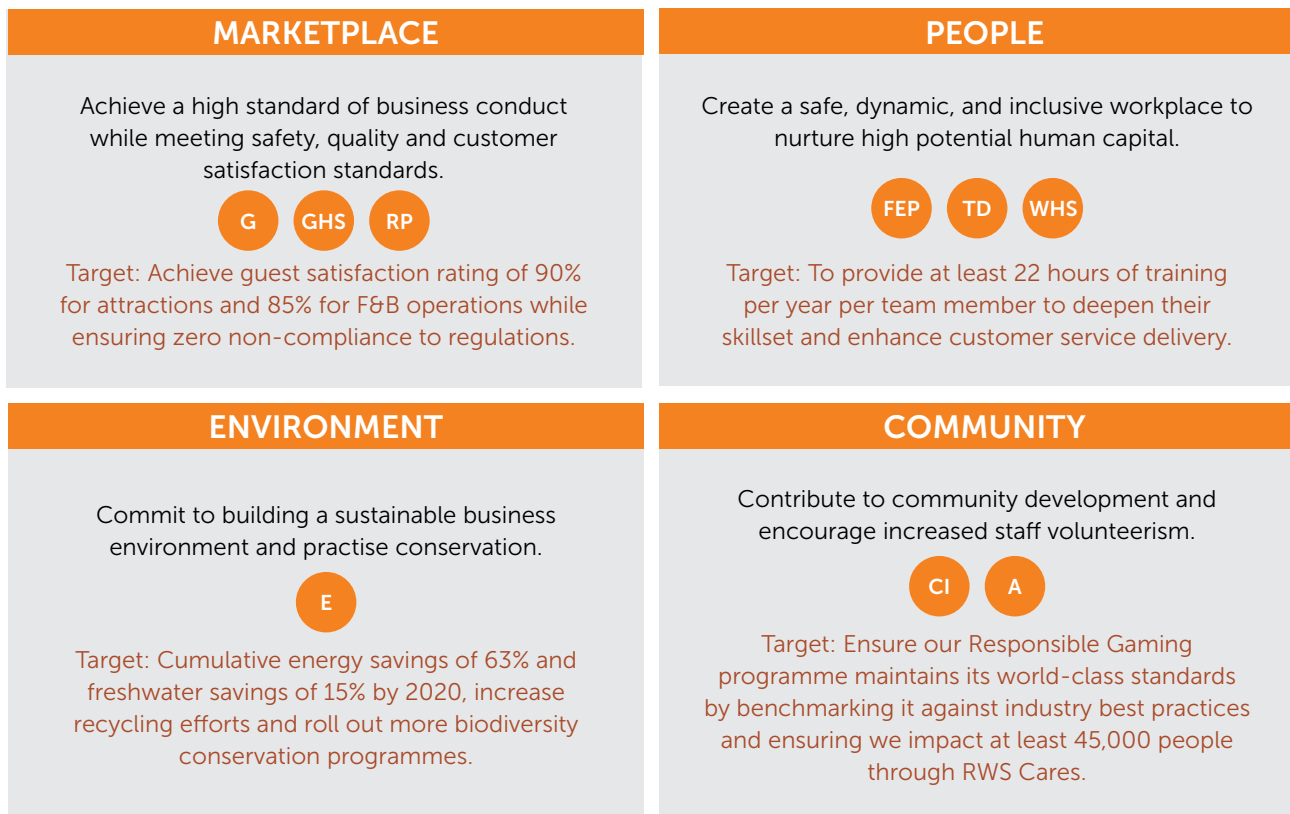 MARKETPLACE
Achieve a high standard of business conduct
while meeting safety, quality and customer
satisfaction standards.
G GHS RP
Target: Achieve guest satisfaction rating of 90%
for attractions and 85% for F&B operations while
ensuring zero non-compliance to regulations.
PEOPLE
Create a safe, dynamic, and inclusive workplace to
nurture high potential human capital.
FEP TD WHS
Target: To provide at least 22 hours of training
per year per team member to deepen their
skillset and enhance customer service delivery.
ENVIRONMENT
Commit to building a sustainable business
environment and practise conservation.
E
Target: Cumulative energy savings of 63% and
freshwater savings of 15% by 2020, increase
recycling efforts and roll out more biodiversity
conservation programmes.
COMMUNITY
Contribute to community development and
encourage increased staff volunteerism.
CI A
Target: Ensure our Responsible Gaming
programme maintains its world-class standards
by benchmarking it against industry best practices
and ensuring we impact at least 45,000 people
through RWS Cares.